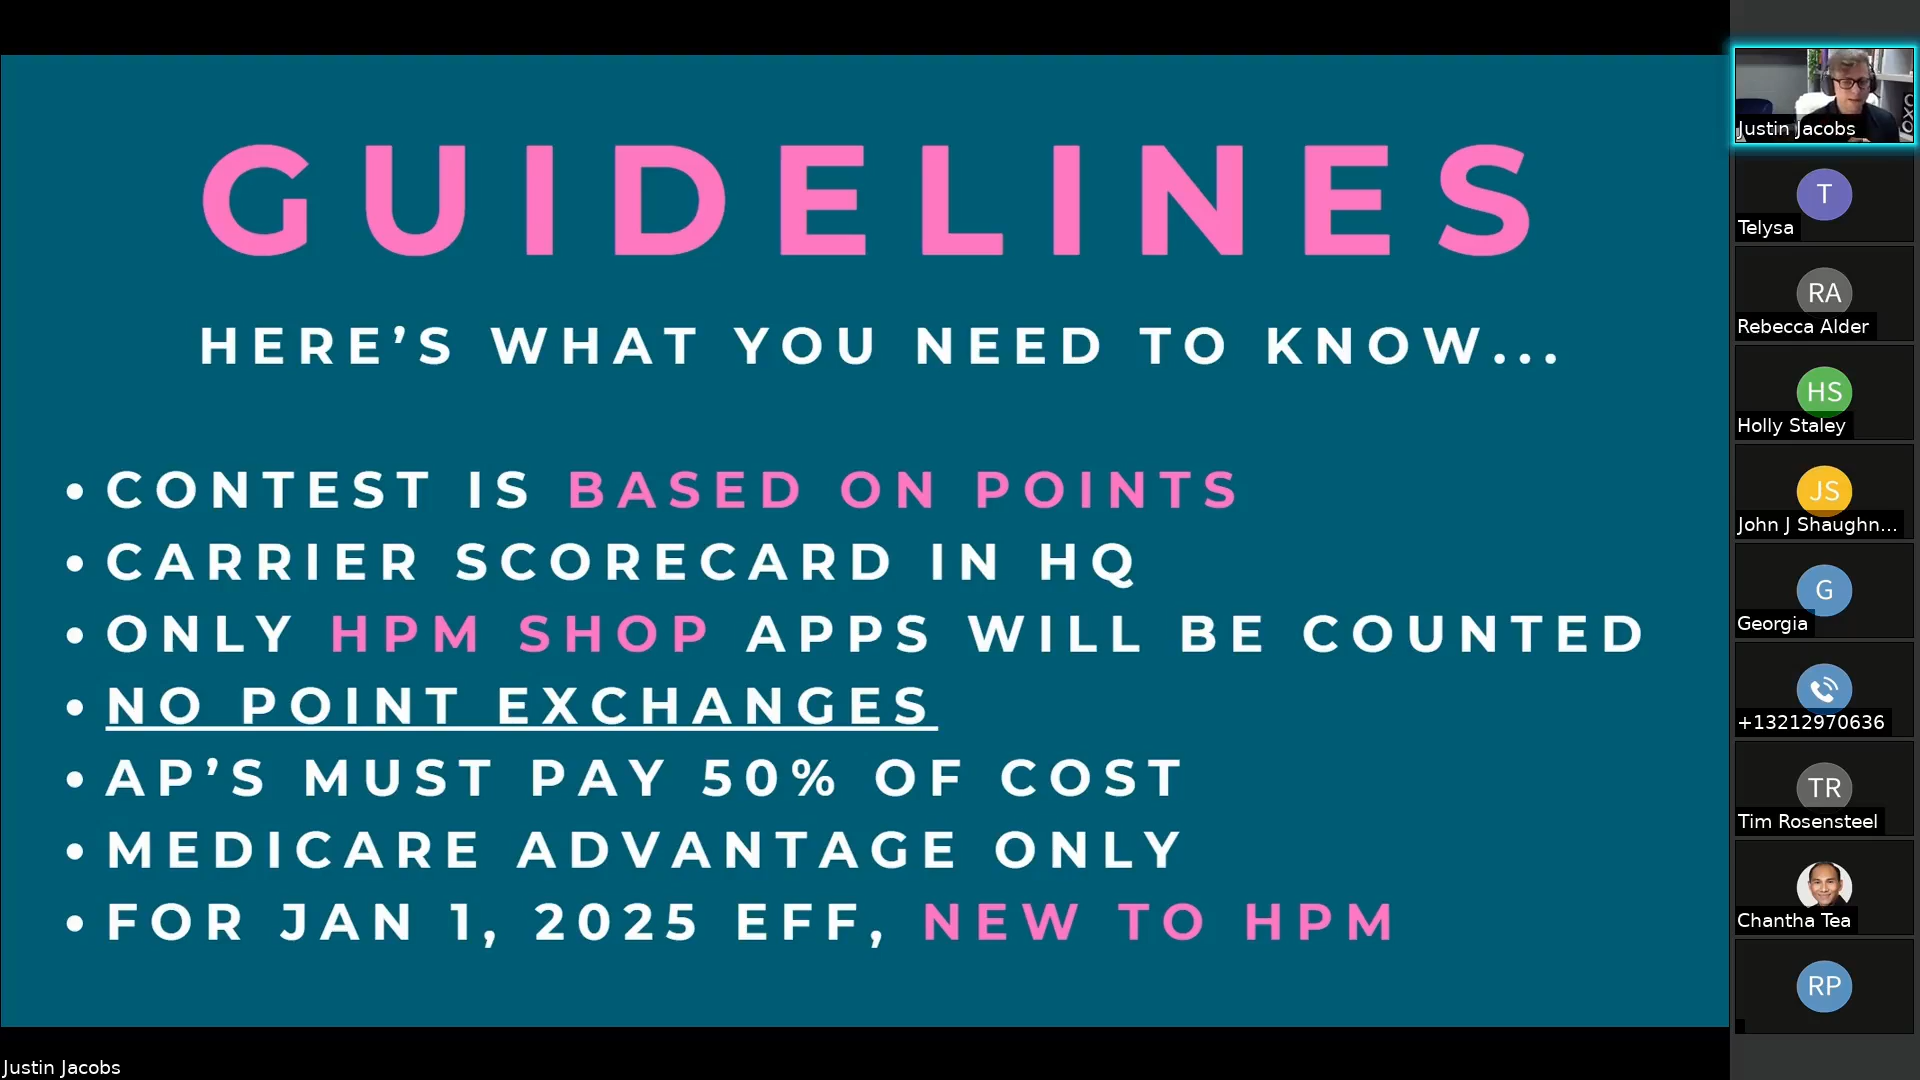 GUIDELINES
HERE’S WHAT YOU NEED TO KNOW...
• CONTEST IS BASED ON POINTS
• CARRIER SCORECARD IN HQ
• ONLY HPM SHOP APPS WILL BE COUNTED
• NO POINT EXCHANGES
• AP’S MUST PAY 50% OF COST
• MEDICARE ADVANTAGE ONLY
• FOR JAN 1, 2025 EFF, NEW TO HPM
Justin Jacobs
Justin Jacobs
T
Telysa
RA
Rebecca Alder
HS
Holly Staley
JS
John J Shaughn...
G
Georgia
+13212970636
TR
Tim Rosensteel
Chantha Tea
RP